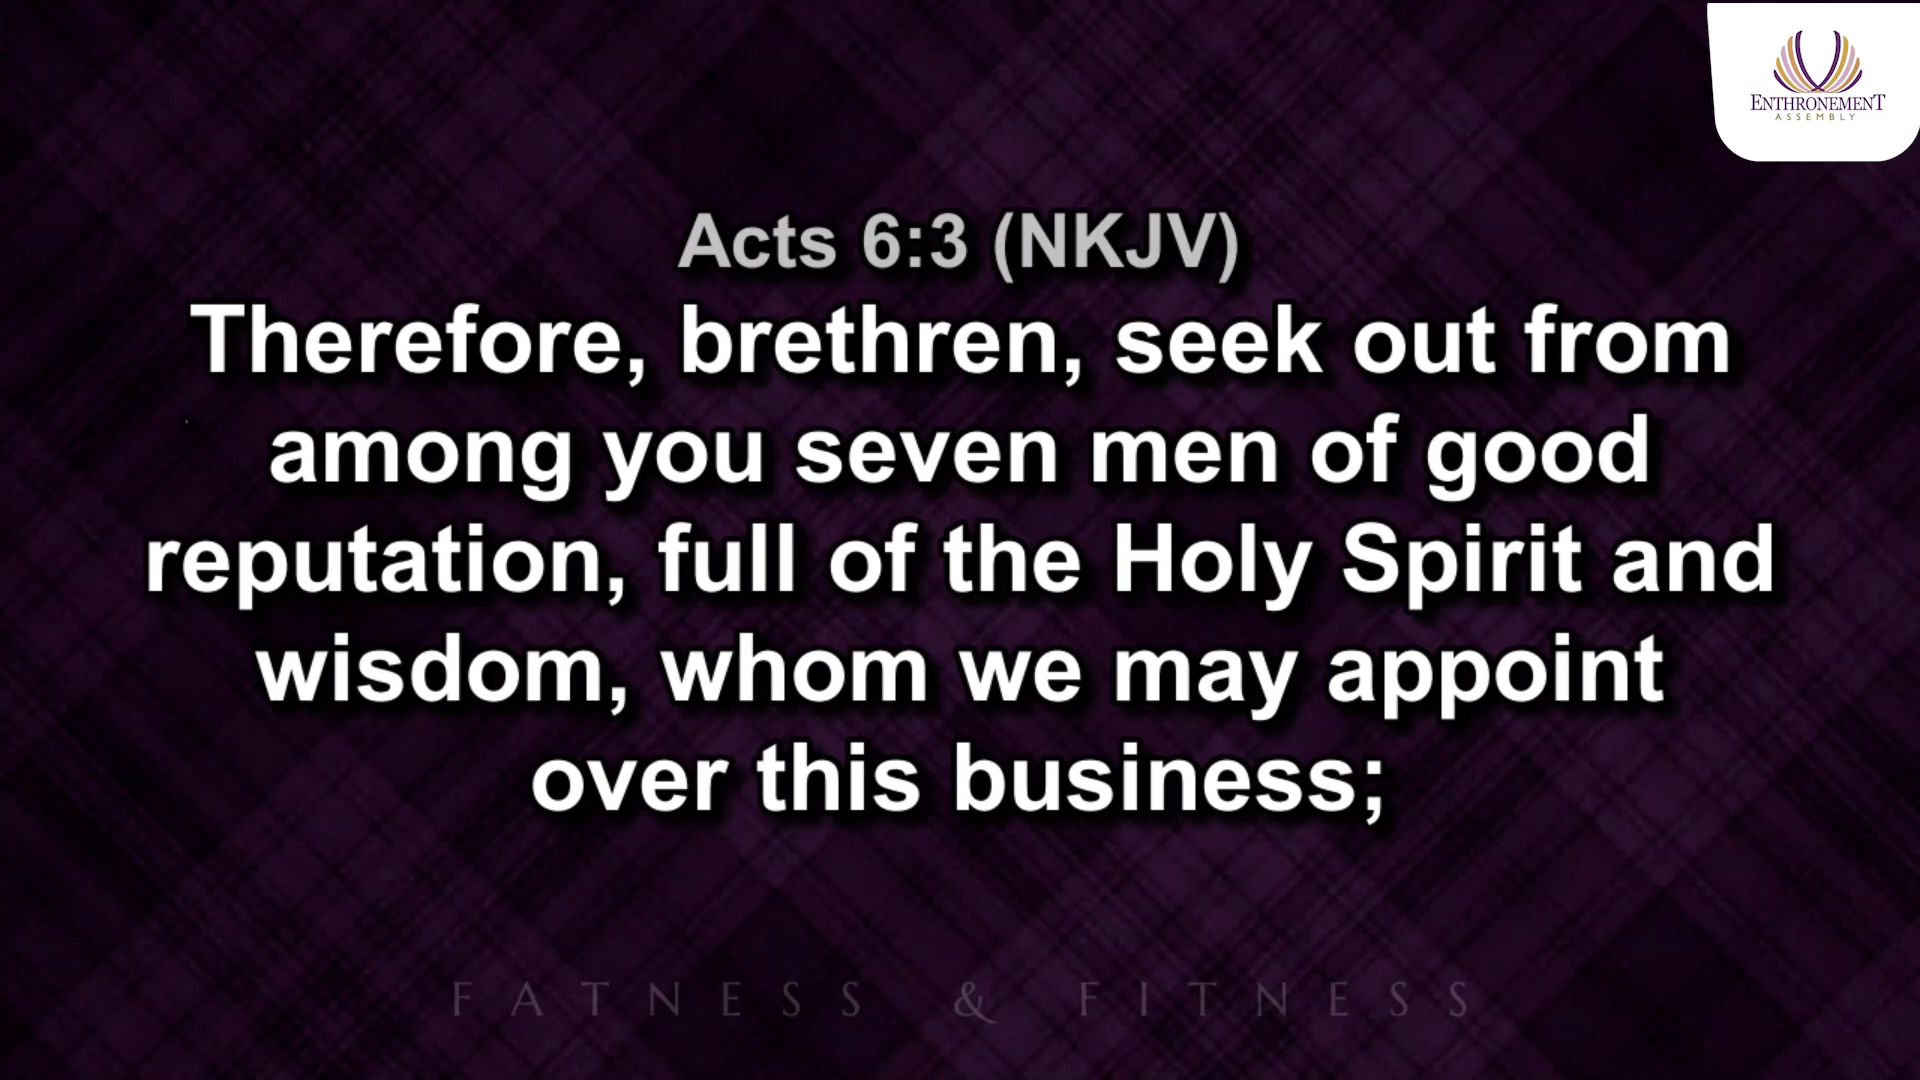 ENTHRONEMENT
ASSEMBLY
Acts 6:3 (NKJV)
Therefore, brethren, seek out from
among you seven men of good
reputation, full of the Holy Spirit and
wisdom, whom we may appoint
over this business;
FATNESS & FITNESS